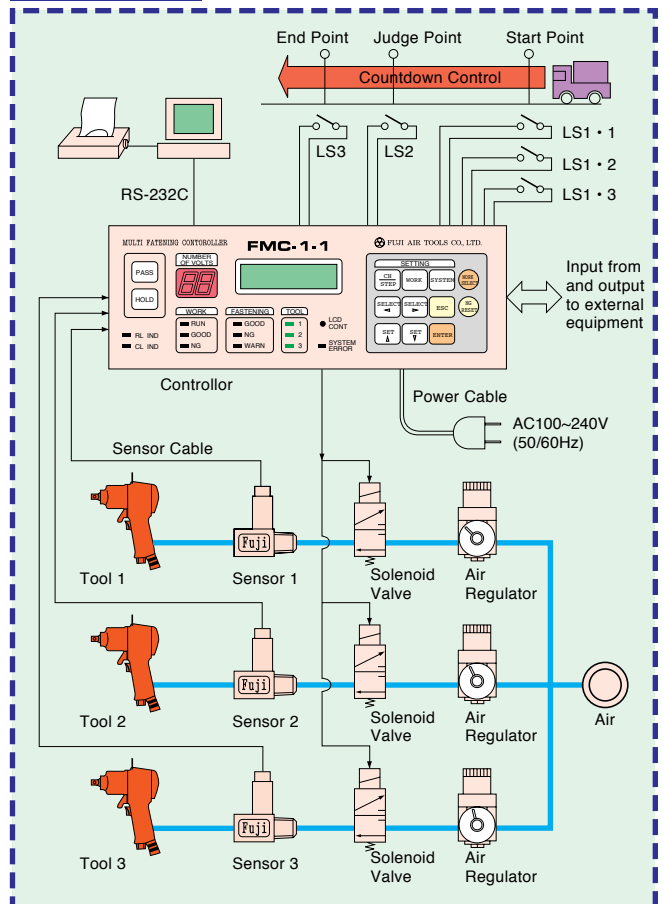 End Point Judge Point Start Point
Countdown Control
LS3 LS2 LS1・1
LS1・2
LS1・3
RS-232C
MULTI FATENING CONTOROLLER
FMC-1-1
FUJI AIR TOOLS CO., LTD.
NUMBER
OF VOLTS
PASS
HOLD
88
SETTING
CH
STEP
WORK
SYSTEM
WORK
SELECT
SELECT
◄
SELECT
►
ESC
NG
RESET
SET
SET
ENTER
WORK
RUN
GOOD
NG
FASTENING
GOOD
NG
WARN
TOOL
1
2
3
LCD
CONT
SYSTEM
ERROR
RL IND
CL IND
Input from
and output
to external
equipment
Controllor
Power Cable
AC100~240V
(50/60Hz)
Sensor Cable
Fuji
Tool 1 Sensor 1 Solenoid
Valve
Air
Regulator
Fuji
Tool 2 Sensor 2 Solenoid
Valve
Air
Regulator
Air
Fuji
Tool 3 Sensor 3 Solenoid
Valve
Air
Regulator